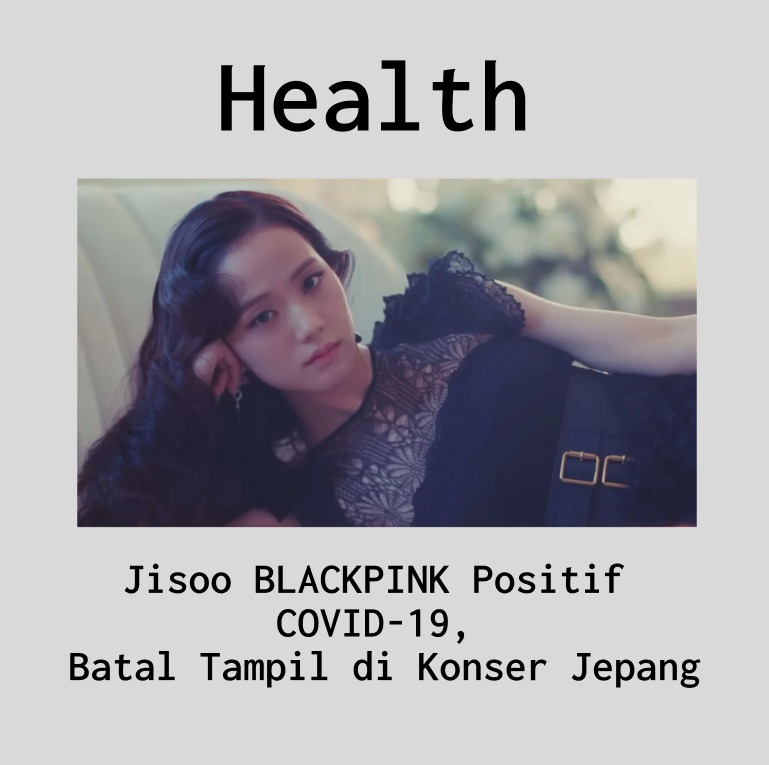 Health
Jisoo BLACKPINK Positif
COVID-19,
Batal Tampil di Konser Jepang